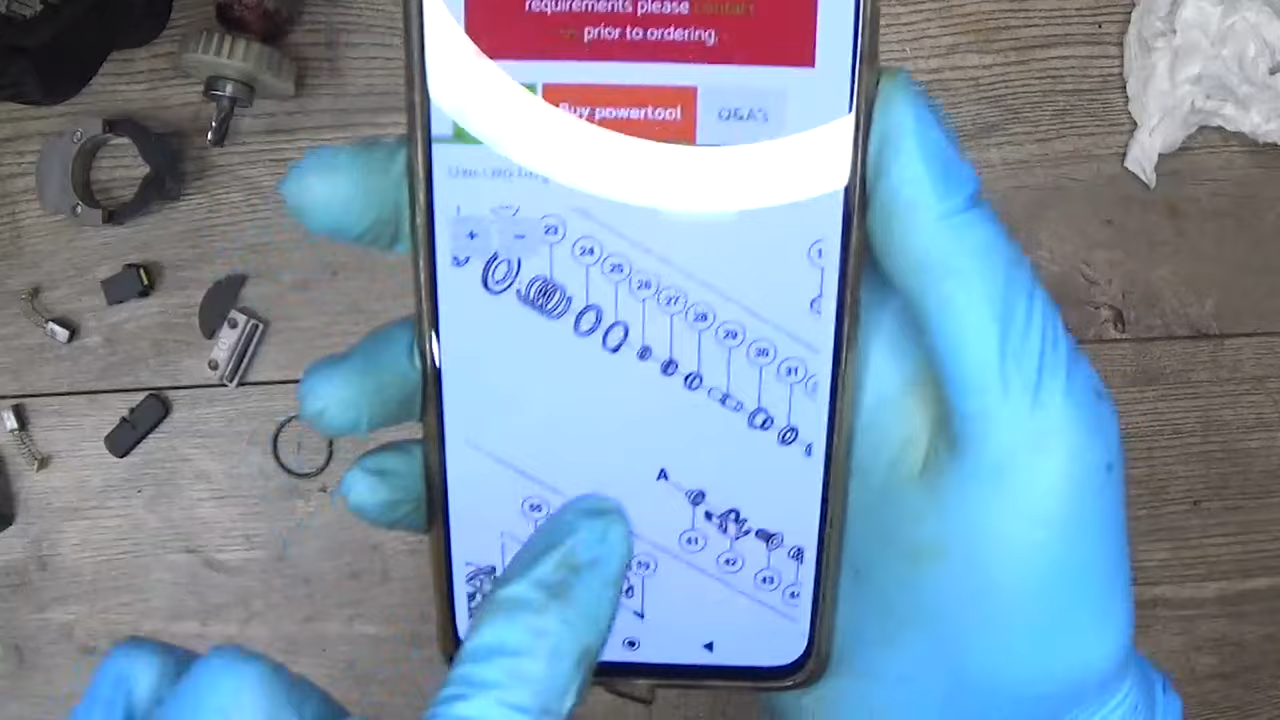 requirements please contact
prior to ordering.
Buy powertool
Q&A's
+
-
23
24
25
26
27
28
29
30
31
A
41
42
43